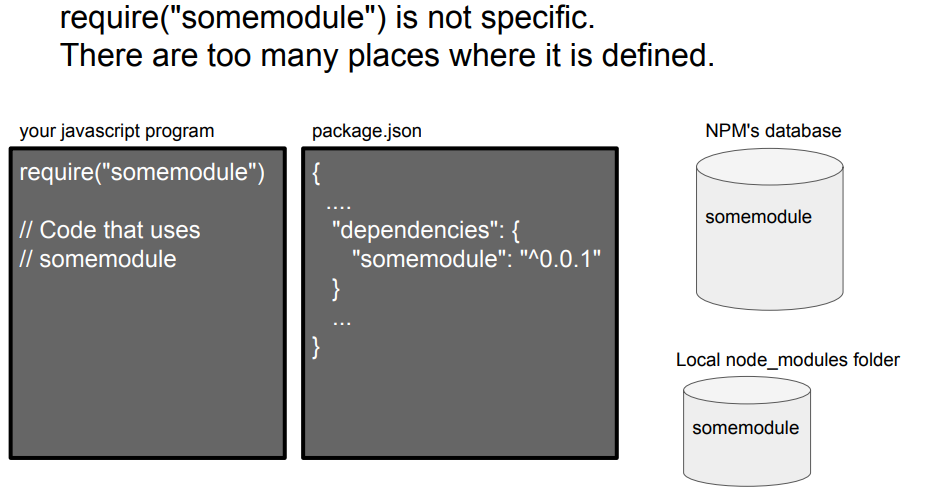 require("somemodule") is not specific.
There are too many places where it is defined.
your javascript program
require("somemodule")
// Code that uses
// somemodule
package.json
{
....
"dependencies": {
"somemodule": "^0.0.1"
}
...
}
NPM's database
somemodule
Local node_modules folder
somemodule